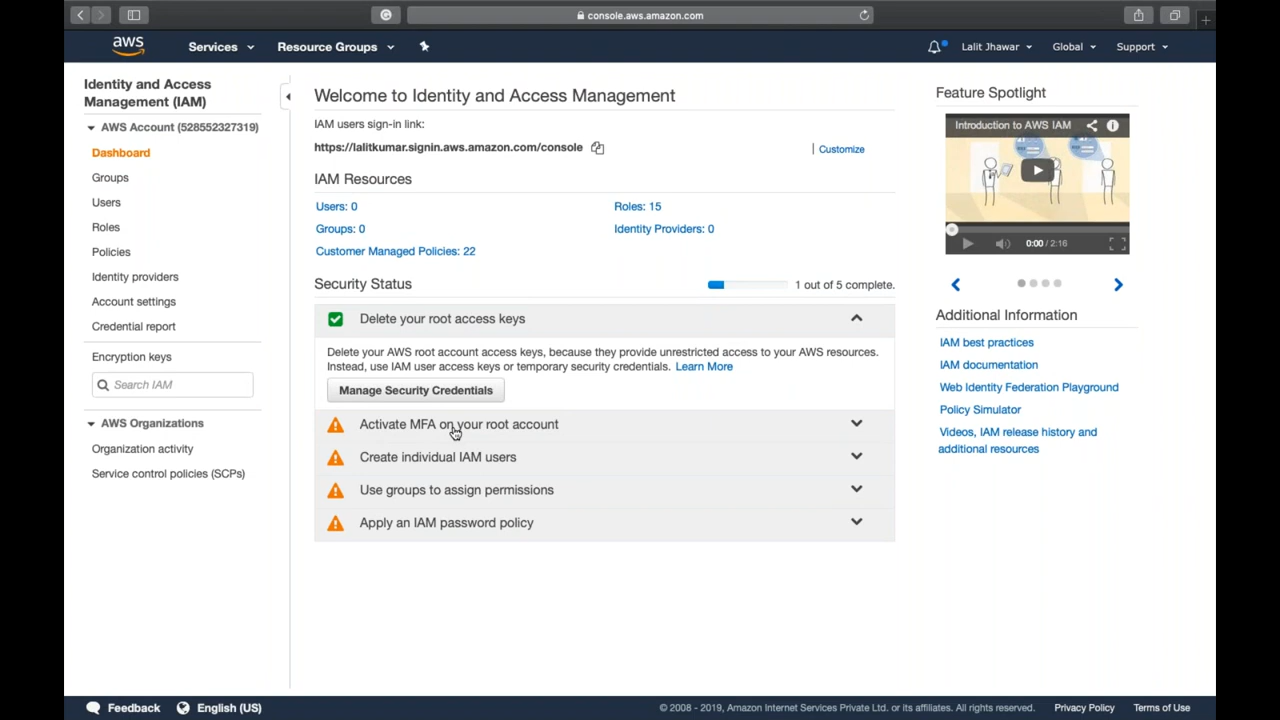 console.aws.amazon.com
aws
Services
Resource Groups
Lalit Jhawar
Global
Support
Identity and Access
Management (IAM)
AWS Account (528552327319)
Dashboard
Groups
Users
Roles
Policies
Identity providers
Account settings
Credential report
Encryption keys
Search IAM
AWS Organizations
Organization activity
Service control policies (SCPs)
Welcome to Identity and Access Management
IAM users sign-in link:
https://lalitkumar.signin.aws.amazon.com/console
Customize
IAM Resources
Users: 0
Roles: 15
Groups: 0
Identity Providers: 0
Customer Managed Policies: 22
Security Status
1 out of 5 complete.
Delete your root access keys
Delete your AWS root account access keys, because they provide unrestricted access to your AWS resources.
Instead, use IAM user access keys or temporary security credentials. Learn More
Manage Security Credentials
Activate MFA on your root account
Create individual IAM users
Use groups to assign permissions
Apply an IAM password policy
Feature Spotlight
Introduction to AWS IAM
0:00 / 2:16
Additional Information
IAM best practices
IAM documentation
Web Identity Federation Playground
Policy Simulator
Videos, IAM release history and
additional resources
Feedback
English (US)
© 2008 - 2019, Amazon Internet Services Private Ltd. or its affiliates. All rights reserved.
Privacy Policy
Terms of Use